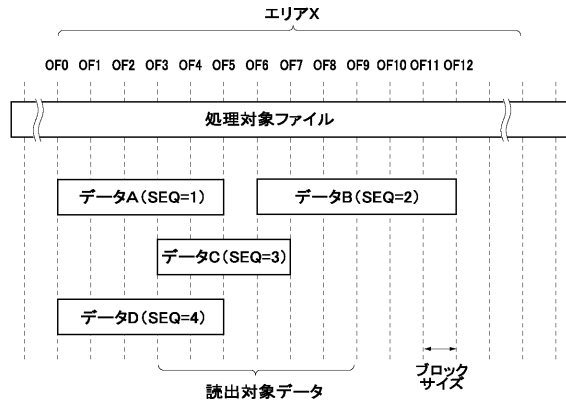 エリアX
OF0 OF1 OF2 OF3 OF4 OF5 OF6 OF7 OF8 OF9 OF10 OF11 OF12
処理対象ファイル
データA(SEQ=1)
データB(SEQ=2)
データC(SEQ=3)
データD(SEQ=4)
読出対象データ
ブロック
サイズ